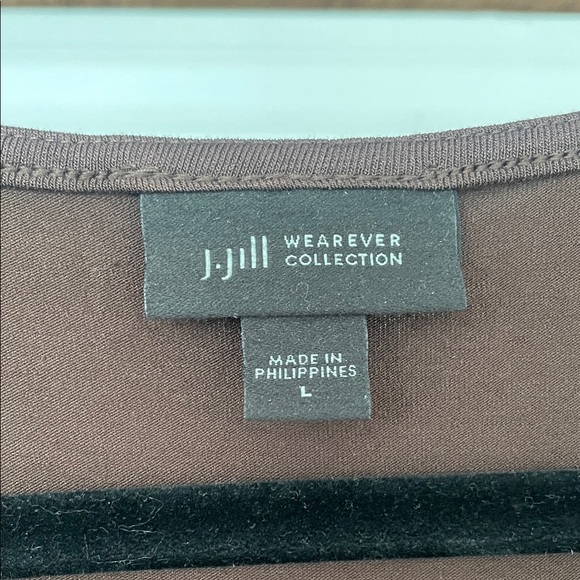 J.Jill WEAREVER
COLLECTION
MADE IN
PHILIPPINES
L